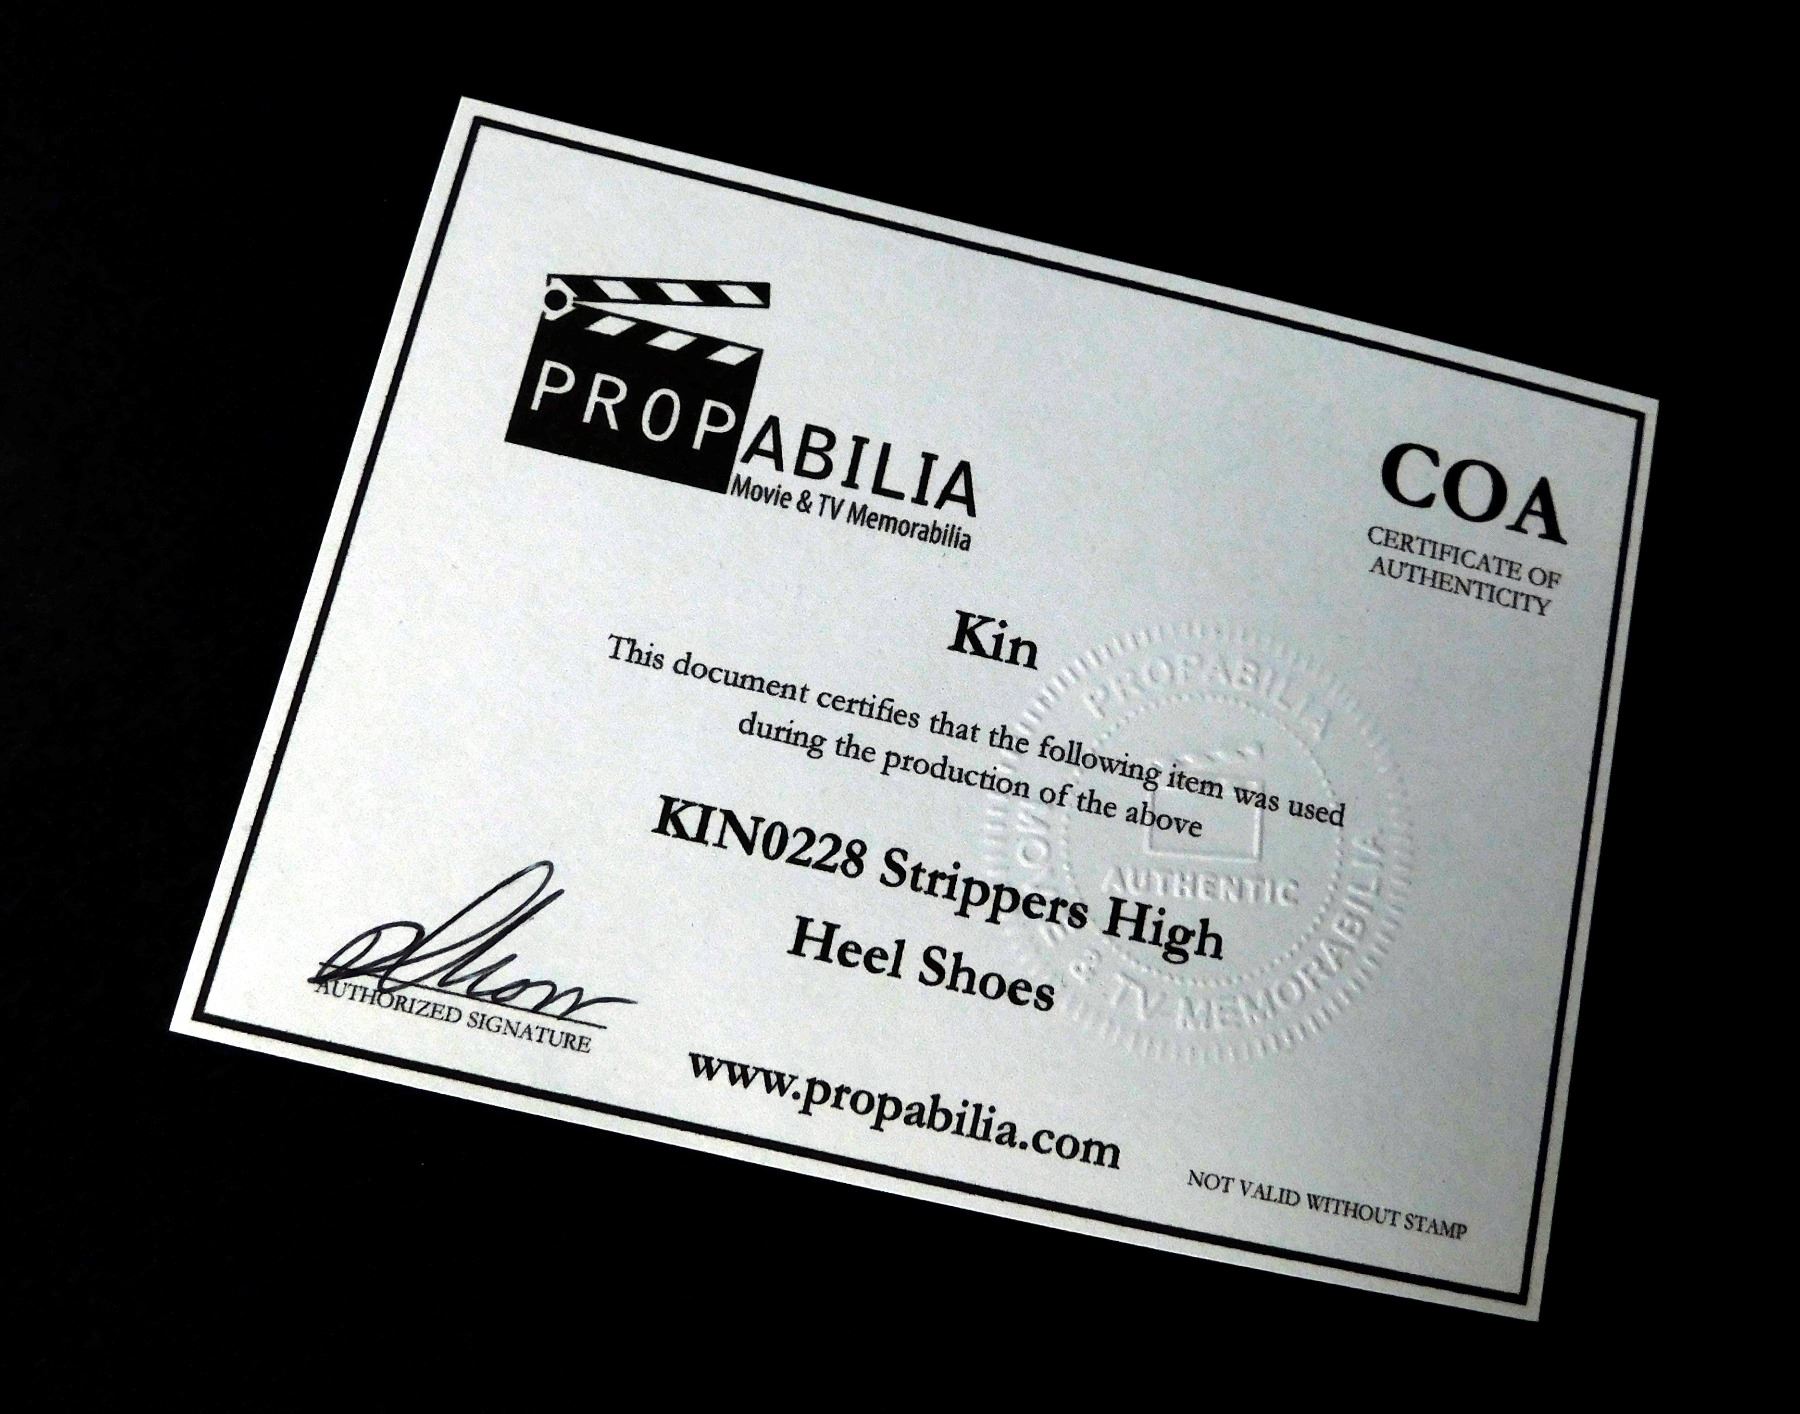 PROPABILIA
Movie & TV Memorabilia
COA
CERTIFICATE OF
AUTHENTICITY
Kin
This document certifies that the following item was used
during the production of the above
KIN0228 Strippers High
Heel Shoes
AUTHORIZED SIGNATURE
www.propabilia.com
NOT VALID WITHOUT STAMP
PROPABILIA
AUTHENTIC
& TV MEMORABILIA